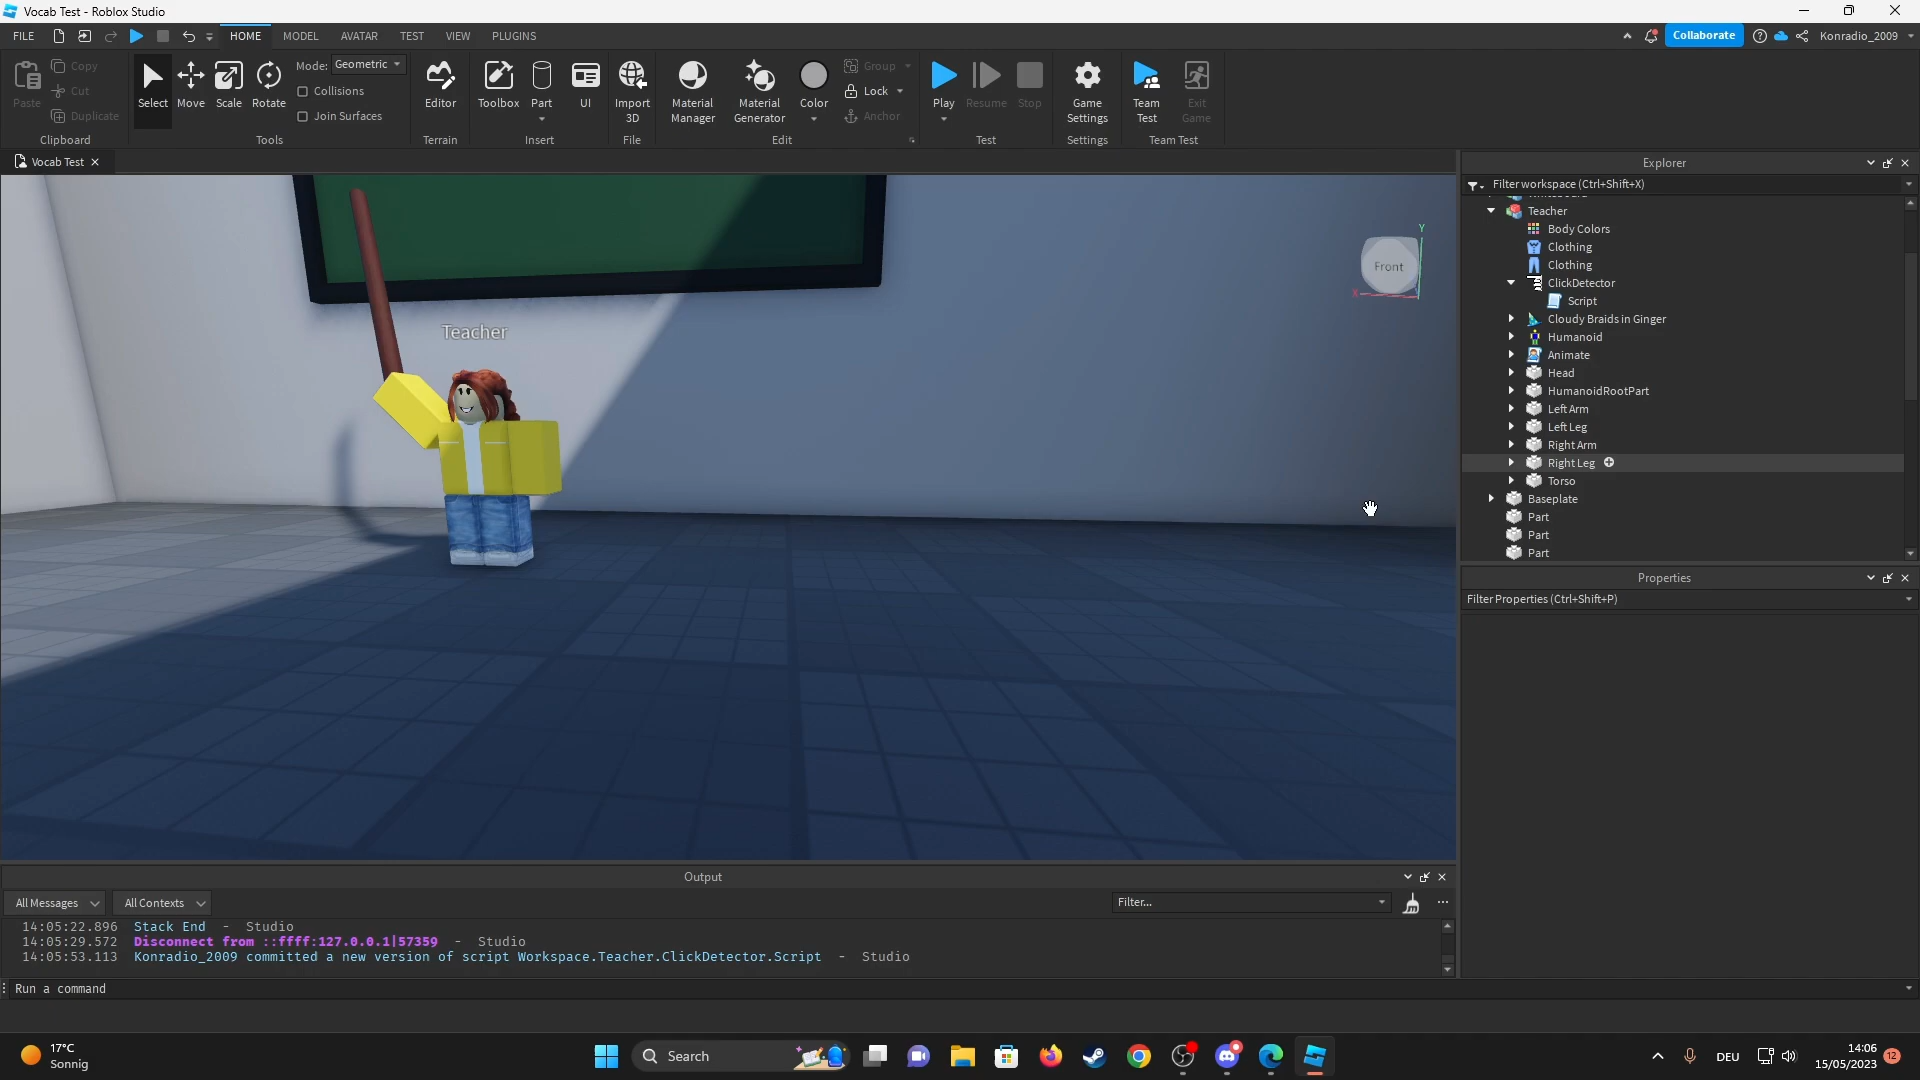 Vocab Test - Roblox Studio
FILE HOME MODEL AVATAR TEST VIEW PLUGINS Collaborate Konradio_2009
Paste Copy Cut Duplicate
Clipboard
Select Move Scale Rotate
Mode: Geometric
Collisions
Join Surfaces
Tools
Editor
Terrain
Toolbox Part UI
Insert
Import 3D
File
Material Manager
Material Generator
Color
Group
Lock
Anchor
Edit
Play Resume Stop
Test
Game Settings
Settings
Team Test
Exit Game
Team Test
Vocab Test
Teacher
Front
Y
X
Explorer
Filter workspace (Ctrl+Shift+X)
Teacher
Body Colors
Clothing
Clothing
ClickDetector
Script
Cloudy Braids in Ginger
Humanoid
Animate
Head
HumanoidRootPart
Left Arm
Left Leg
Right Arm
Right Leg
Torso
Baseplate
Part
Part
Part
Properties
Filter Properties (Ctrl+Shift+P)
Output
All Messages All Contexts Filter...
14:05:22.896 Stack End - Studio
14:05:29.572 Disconnect from ::ffff:127.0.0.1|57359 - Studio
14:05:53.113 Konradio_2009 committed a new version of script Workspace.Teacher.ClickDetector.Script - Studio
Run a command
17°C
Sonnig
Search
DEU
14:06
15/05/2023
12